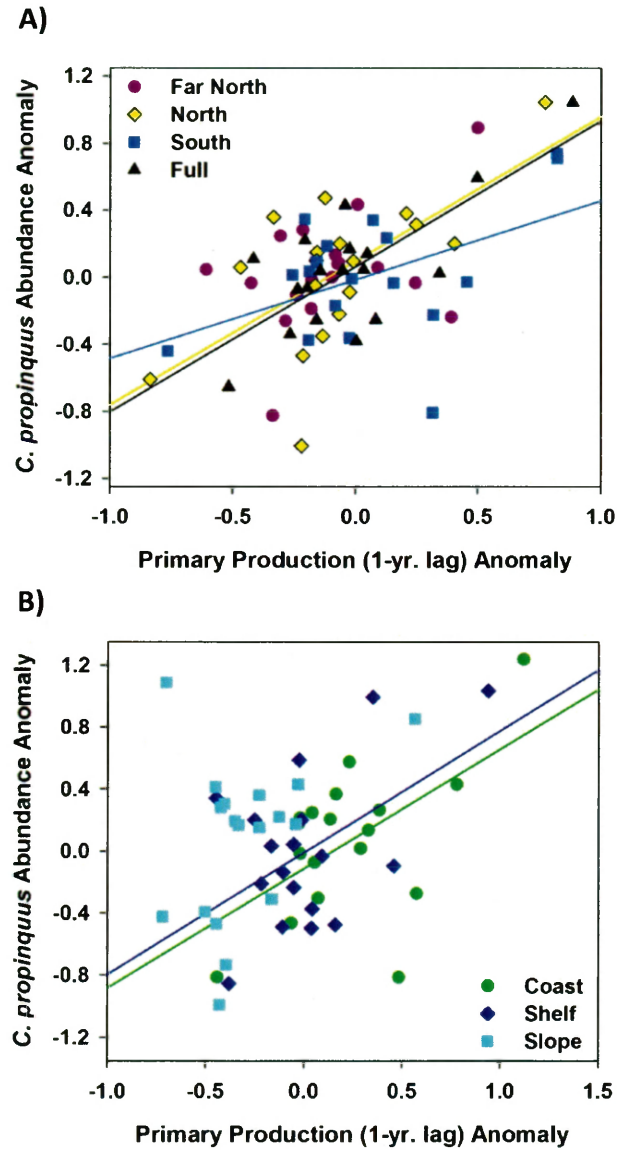 A)
1.2
0.8
0.4
0.0
-0.4
-0.8
-1.2
C. propinquus Abundance Anomaly
Far North
North
South
Full
-1.0 -0.5 0.0 0.5 1.0
Primary Production (1-yr. lag) Anomaly
B)
1.2
0.8
0.4
0.0
-0.4
-0.8
-1.2
C. propinquus Abundance Anomaly
Coast
Shelf
Slope
-1.0 -0.5 0.0 0.5 1.0 1.5
Primary Production (1-yr. lag) Anomaly